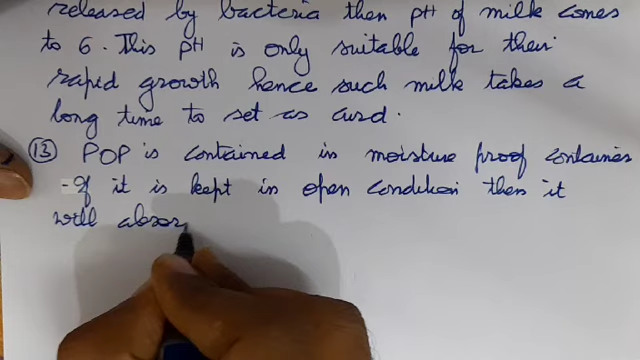 released by bacteria then pH of milk comes
to 6. This pH is only suitable for their
rapid growth hence such milk takes a
long time to set as curd.
(13) POP is contained in moisture proof containers
- If it is kept in open condition then it
will absor